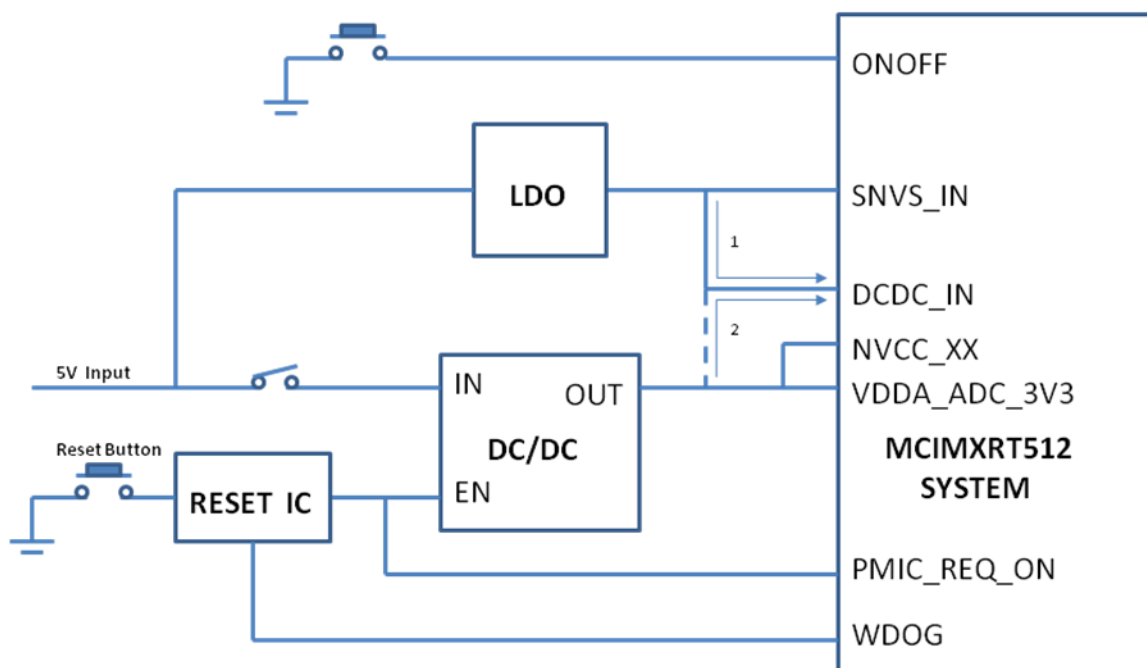 ONOFF
LDO
SNVS_IN
1
DCDC_IN
2
NVCC_XX
5V Input
IN
OUT
VDDA_ADC_3V3
DC/DC
MCIMXRT512
SYSTEM
Reset Button
RESET IC
EN
PMIC_REQ_ON
WDOG